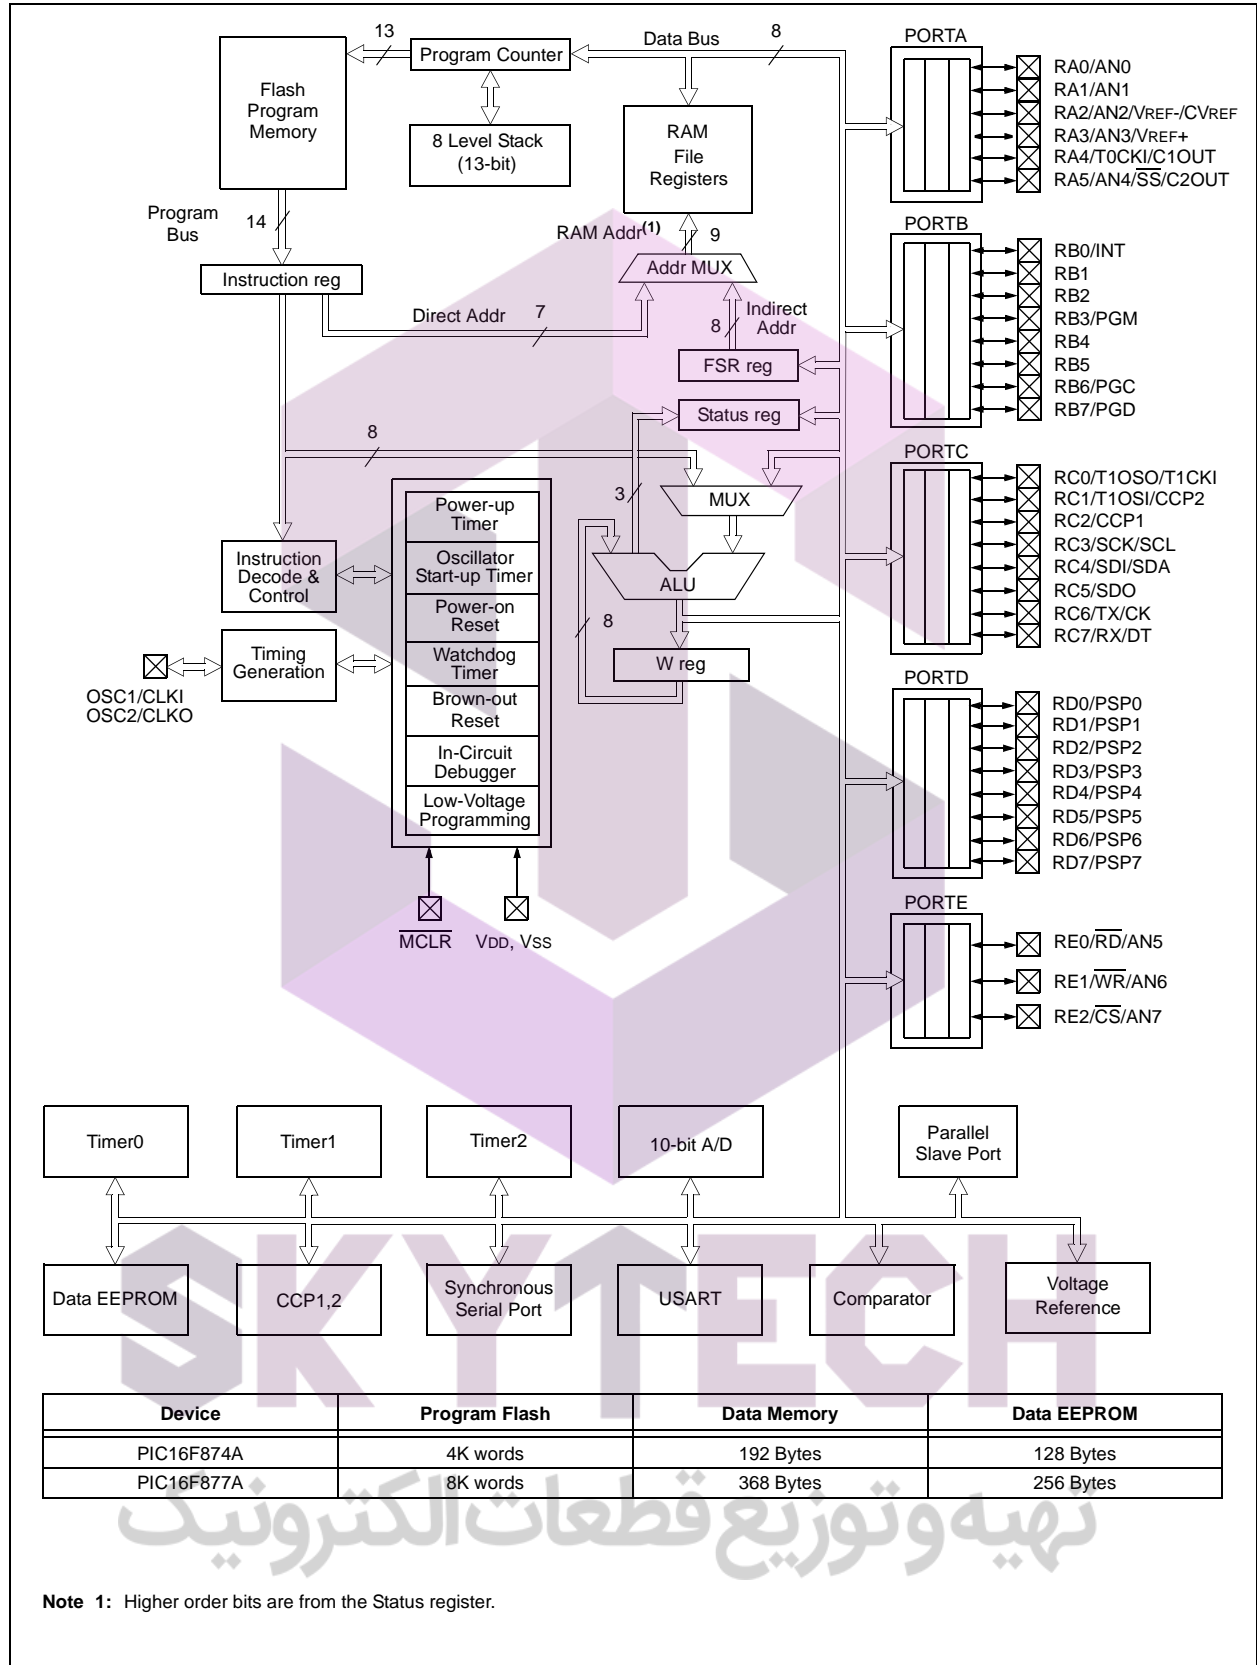 13
Program Counter
Data Bus
8
PORTA
Flash
Program
Memory
8 Level Stack
(13-bit)
RAM
File
Registers
RA0/AN0
RA1/AN1
RA2/AN2/VREF-/CVREF
RA3/AN3/VREF+
RA4/T0CKI/C1OUT
RA5/AN4/SS/C2OUT
Program
Bus
14
RAM Addr(1)
9
PORTB
Instruction reg
Addr MUX
RB0/INT
RB1
RB2
RB3/PGM
RB4
RB5
RB6/PGC
RB7/PGD
Direct Addr
7
8
Indirect
Addr
FSR reg
Status reg
8
3
MUX
PORTC
RC0/T1OSO/T1CKI
RC1/T1OSI/CCP2
RC2/CCP1
RC3/SCK/SCL
RC4/SDI/SDA
RC5/SDO
RC6/TX/CK
RC7/RX/DT
Power-up
Timer
Instruction
Decode &
Control
Oscillator
Start-up Timer
ALU
Power-on
Reset
8
Timing
Generation
Watchdog
Timer
W reg
OSC1/CLKI
OSC2/CLKO
Brown-out
Reset
In-Circuit
Debugger
Low-Voltage
Programming
PORTD
RD0/PSP0
RD1/PSP1
RD2/PSP2
RD3/PSP3
RD4/PSP4
RD5/PSP5
RD6/PSP6
RD7/PSP7
MCLR
VDD, VSS
PORTE
RE0/RD/AN5
RE1/WR/AN6
RE2/CS/AN7
Timer0
Timer1
Timer2
10-bit A/D
Parallel
Slave Port
SKYTECH
Data EEPROM
CCP1,2
Synchronous
Serial Port
USART
Comparator
Voltage
Reference
Device Program Flash Data Memory Data EEPROM
PIC16F874A 4K words 192 Bytes 128 Bytes
PIC16F877A 8K words 368 Bytes 256 Bytes
تهیه و توزیع قطعات الکترونیک
Note 1: Higher order bits are from the Status register.